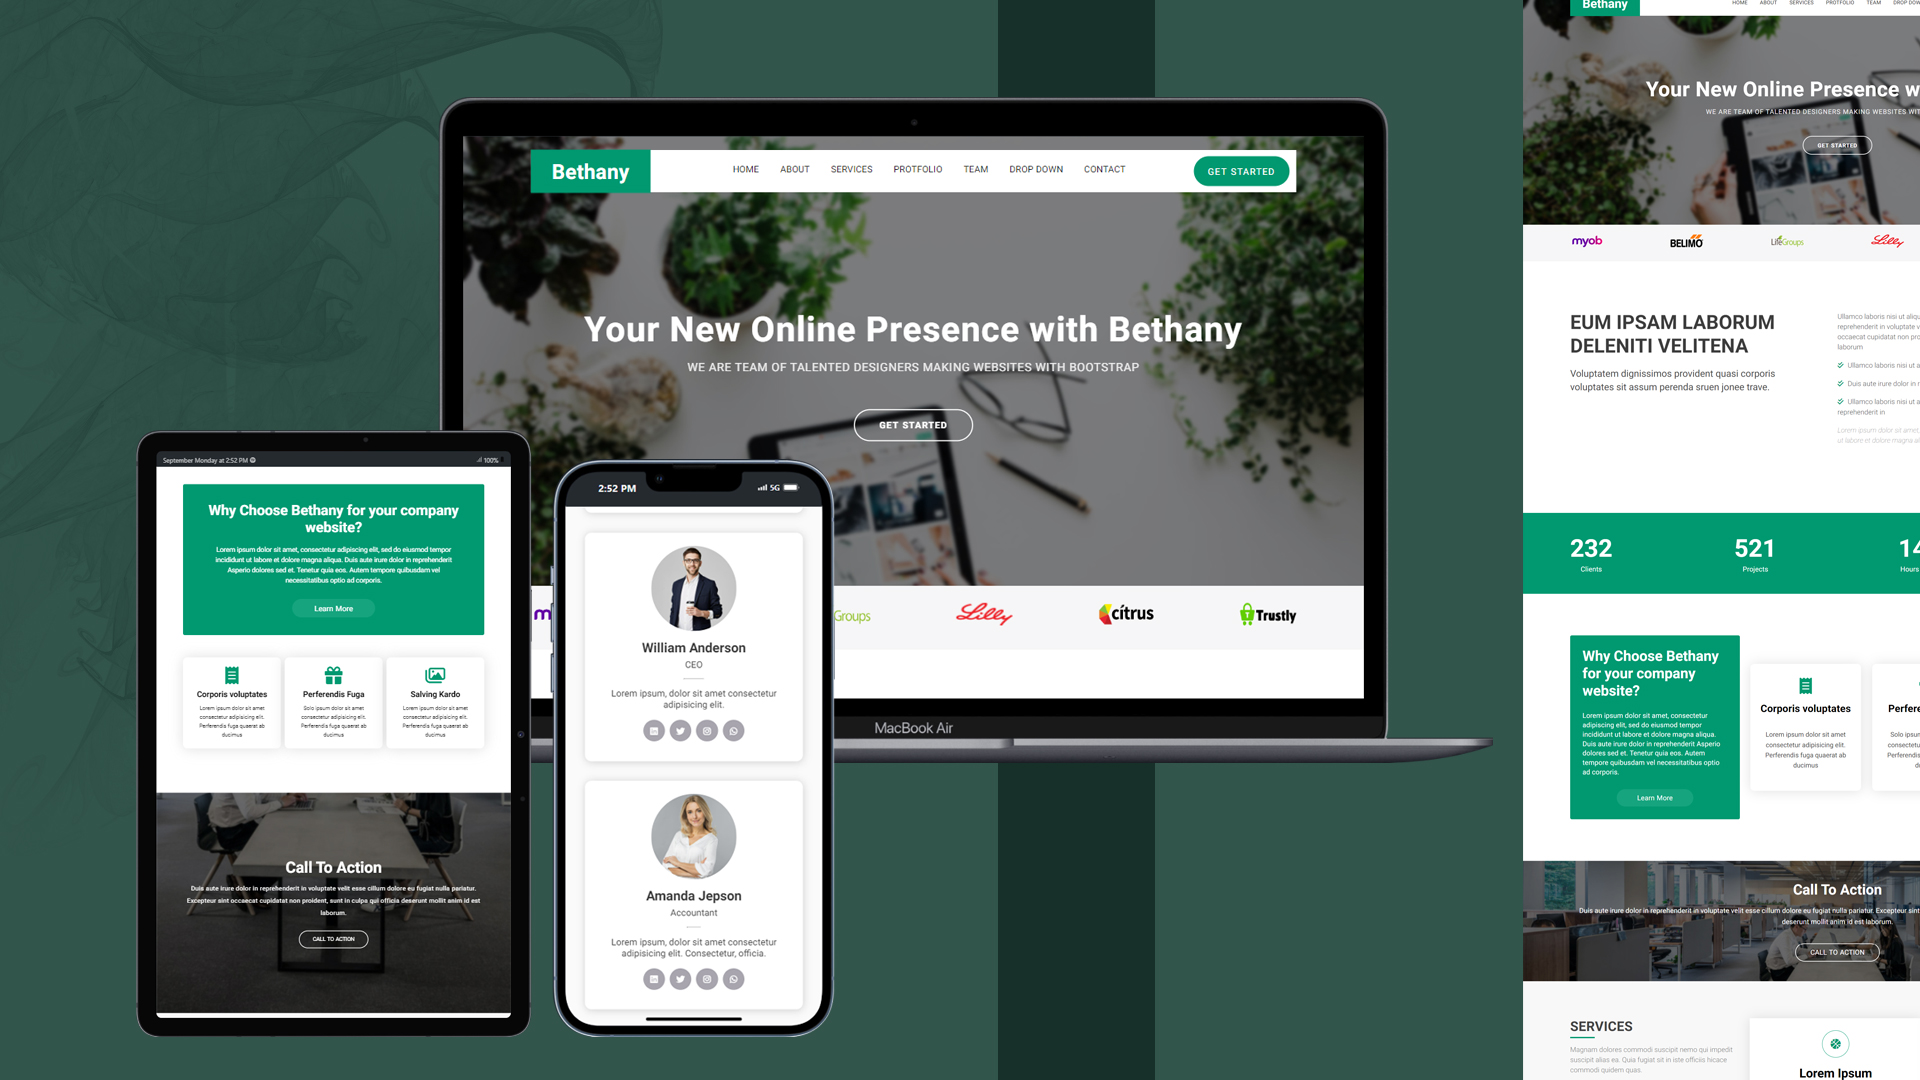 Bethany
HOME ABOUT SERVICES PROTFOLIO TEAM DROP DOWN CONTACT
GET STARTED
Your New Online Presence with Bethany
WE ARE TEAM OF TALENTED DESIGNERS MAKING WEBSITES WITH BOOTSTRAP
GET STARTED
m
Groups
Lilly
cítrus
Trustly
MacBook Air
September Monday at 2:52 PM
100%
Why Choose Bethany for your company
website?
Lorem ipsum dolor sit amet, consectetur adipiscing elit, sed do eiusmod tempor
incididunt ut labore et dolore magna aliqua. Duis aute irure dolor in reprehenderit
Asperio dolores sed et. Tenetur quia eos. Autem tempore quibusdam vel
necessitatibus optio ad corporis.
Learn More
Corporis voluptates
Lorem ipsum dolor sit amet
consectetur adipisicing elit.
Perferendis fuga quaerat ab
ducimus
Perferendis Fuga
Solo ipsum dolor sit amet
consectetur adipisicing elit.
Perferendis fuga quaerat ab
ducimus
Salving Kardo
Lorem ipsum dolor sit amet
consectetur adipisicing elit.
Perferendis fuga quaerat ab
ducimus
Call To Action
Duis aute irure dolor in reprehenderit in voluptate velit esse cillum dolore eu fugiat nulla pariatur.
Excepteur sint occaecat cupidatat non proident, sunt in culpa qui officia deserunt mollit anim id est
laborum.
CALL TO ACTION
2:52 PM
5G
William Anderson
CEO
Lorem ipsum, dolor sit amet consectetur
adipisicing elit.
Amanda Jepson
Accountant
Lorem ipsum, dolor sit amet consectetur
adipisicing elit. Consectetur, officia.
Bethany
HOME ABOUT SERVICES PROTFOLIO TEAM DROP DOW
Your New Online Presence w
WE ARE TEAM OF TALENTED DESIGNERS MAKING WEBSITES WIT
GET STARTED
myob
BELIMO
LifeGroups
Lilly
EUM IPSAM LABORUM
DELENITI VELITENA
Voluptatem dignissimos provident quasi corporis
voluptates sit assum perenda sruen jonee trave.
Ullamco laboris nisi ut aliqu
reprehenderit in voluptate v
occaecat cupidatat non pro
laborum
Ullamco laboris nisi ut a
Duis aute irure dolor in r
Ullamco laboris nisi ut a
reprehenderit in
Lorem ipsum dolor sit amet,
ut labore et dolore magna al
232
Clients
521
Projects
14
Hours
Why Choose Bethany
for your company
website?
Lorem ipsum dolor sit amet, consectetur
adipiscing elit, sed do eiusmod tempor
incididunt ut labore et dolore magna aliqua.
Duis aute irure dolor in reprehenderit Asperio
dolores sed et. Tenetur quia eos. Autem
tempore quibusdam vel necessitatibus optio
ad corporis.
Learn More
Corporis voluptates
Lorem ipsum dolor sit amet
consectetur adipisicing elit.
Perferendis fuga quaerat ab
ducimus
Perfere
Solo ipsum
consectetu
Perferendis
d
Call To Action
Duis aute irure dolor in reprehenderit in voluptate velit esse cillum dolore eu fugiat nulla pariatur. Excepteur sint
deserunt mollit anim id est laborum.
CALL TO ACTION
SERVICES
Magnam dolores commodi suscipit nemo qui impedit
suscipit alias ea. Quia fugiat sit in iste officiis hicace
commodi quidem quas.
Lorem Ipsum